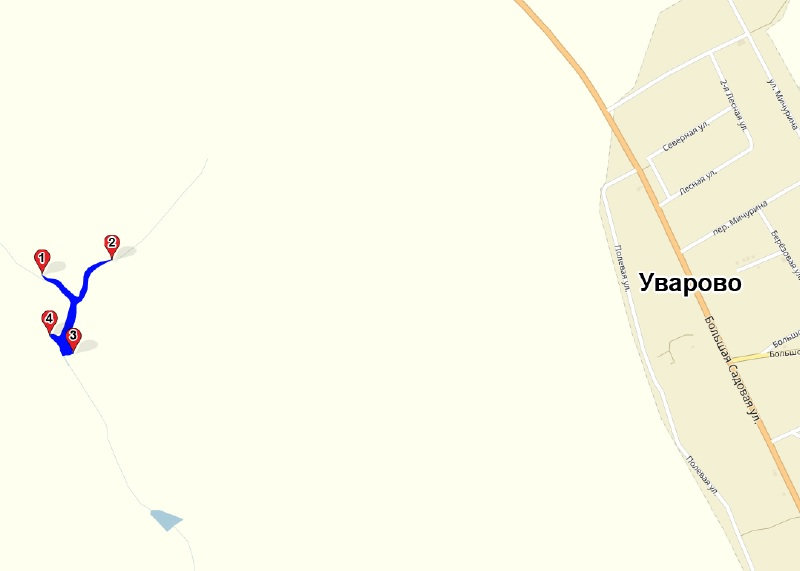 2-я Лесная ул.
ул. Мичурина
Северная ул.
Лесная ул.
пер. Мичурина
Берёзовая ул.
Полевая ул.
1
2
4
3
Уварово
Большая Садовая ул.
Полевая ул.